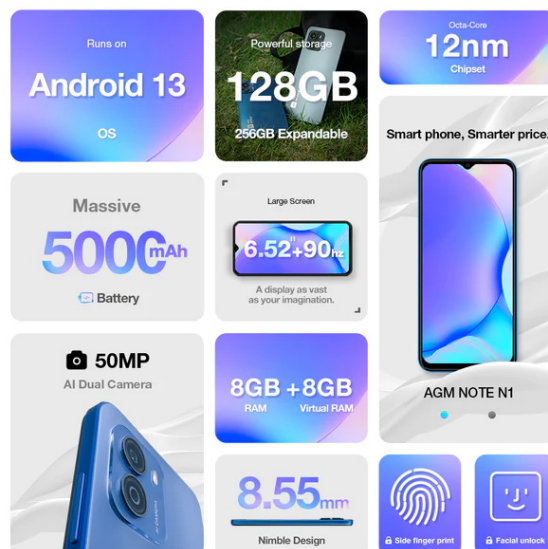 Runs on
Android 13
OS
Powerful storage
128GB
256GB Expandable
Octa-Core
12nm
Chipset
Smart phone, Smarter price.
AGM NOTE N1
Massive
5000mAh
Battery
Large Screen
6.52"+90hz
A display as vast
as your imagination.
50MP
AI Dual Camera
AI CAMERA
8GB + 8GB
RAM Virtual RAM
8.55mm
Nimble Design
Side finger print
Facial unlock